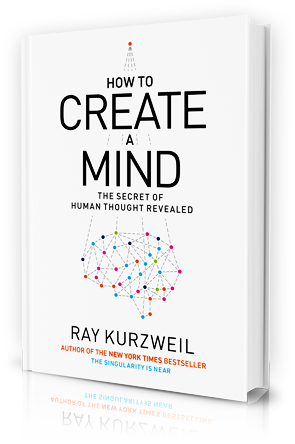 HOW TO
CREATE
A
MIND
THE SECRET OF
HUMAN THOUGHT REVEALED
RAY KURZWEIL
AUTHOR OF THE NEW YORK TIMES BESTSELLER
THE SINGULARITY IS NEAR